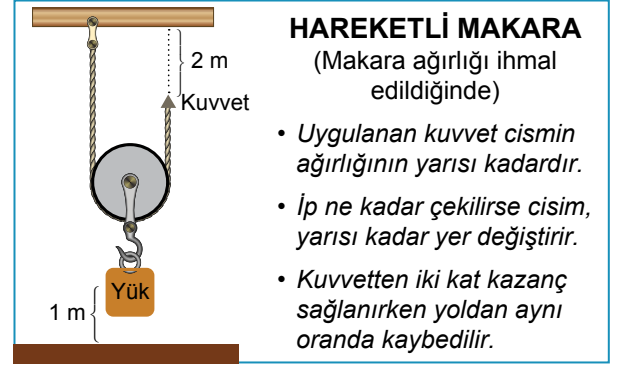 HAREKETLİ MAKARA
(Makara ağırlığı ihmal
edildiğinde)
• Uygulanan kuvvet cismin
ağırlığının yarısı kadardır.
• İp ne kadar çekilirse cisim,
yarısı kadar yer değiştirir.
• Kuvvetten iki kat kazanç
sağlanırken yoldan aynı
oranda kaybedilir.
2 m
Kuvvet
Yük
1 m